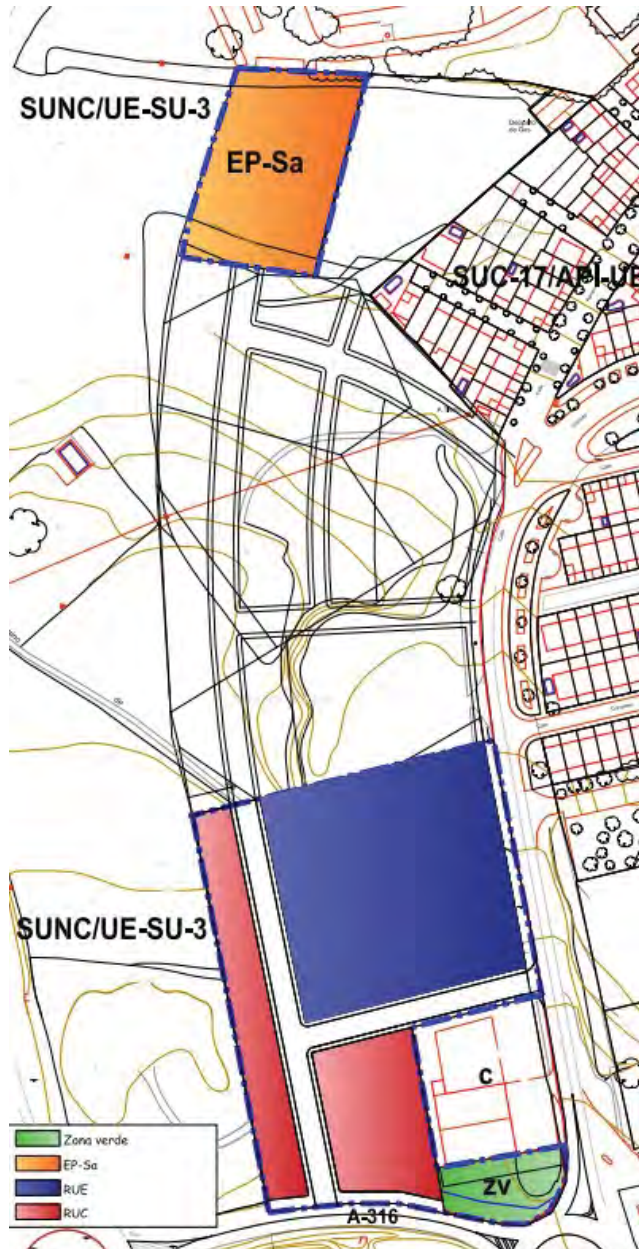 SUNC/UE-SU-3
EP-Sa
SUC-17/API-UE
SUNC/UE-SU-3
C
ZV
Zona verde
EP-Sa
RUE
RUC
A-316